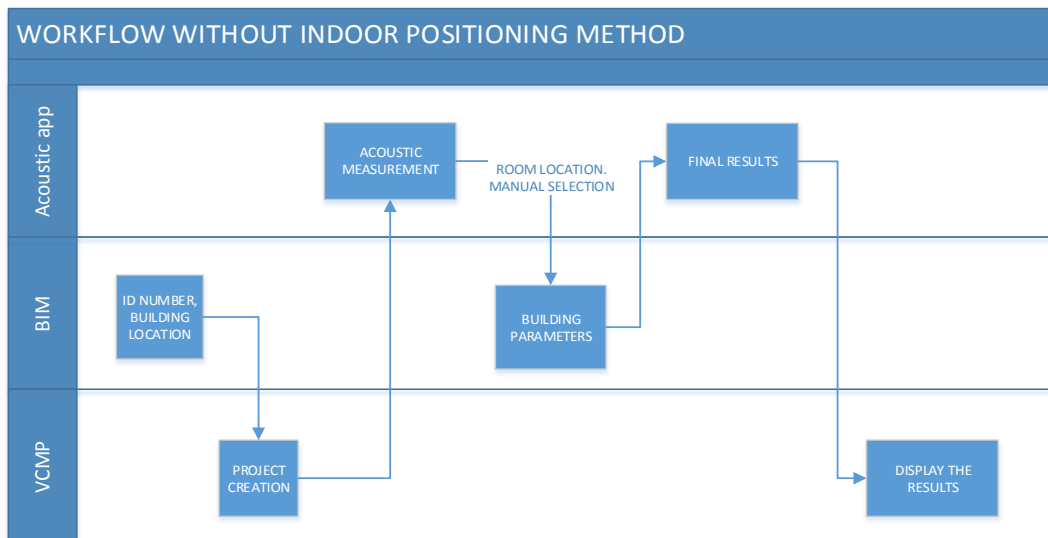 WORKFLOW WITHOUT INDOOR POSITIONING METHOD
Acoustic app
ACOUSTIC
MEASUREMENT
ROOM LOCATION.
MANUAL SELECTION
FINAL RESULTS
BIM
ID NUMBER,
BUILDING
LOCATION
BUILDING
PARAMETERS
VCMP
PROJECT
CREATION
DISPLAY THE
RESULTS